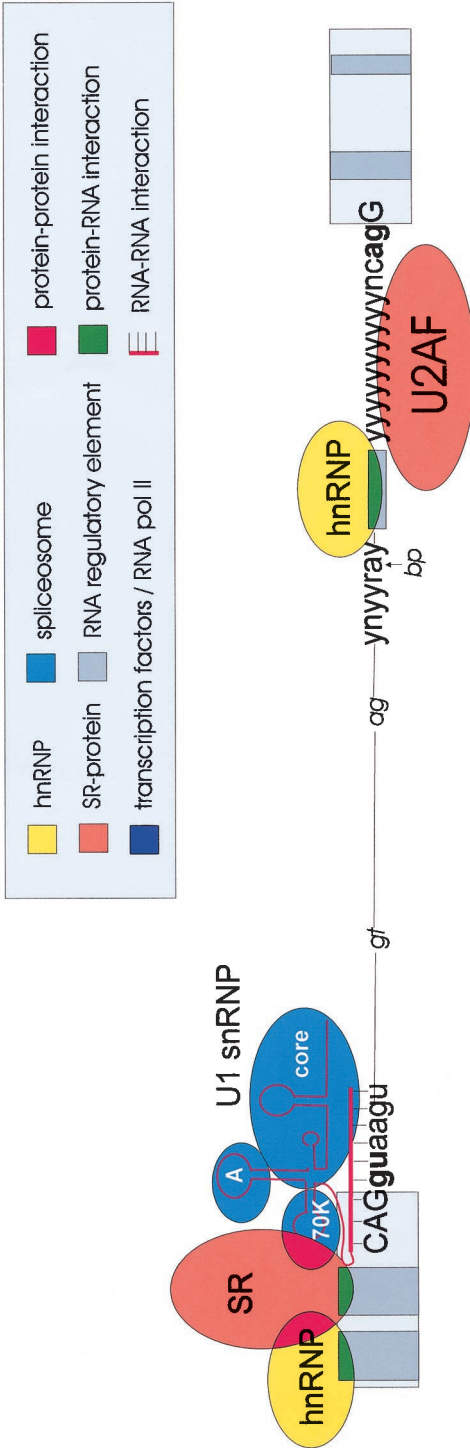 hnRNP
spliceosome
protein-protein interaction
SR-protein
RNA regulatory element
protein-RNA interaction
transcription factors / RNA pol II
RNA-RNA interaction
U1 snRNP
A
core
70K
SR
hnRNP
CAGguaagu
gt
ag
ynyyray
bp
hnRNP
yyyyyyyyyyncagG
U2AF